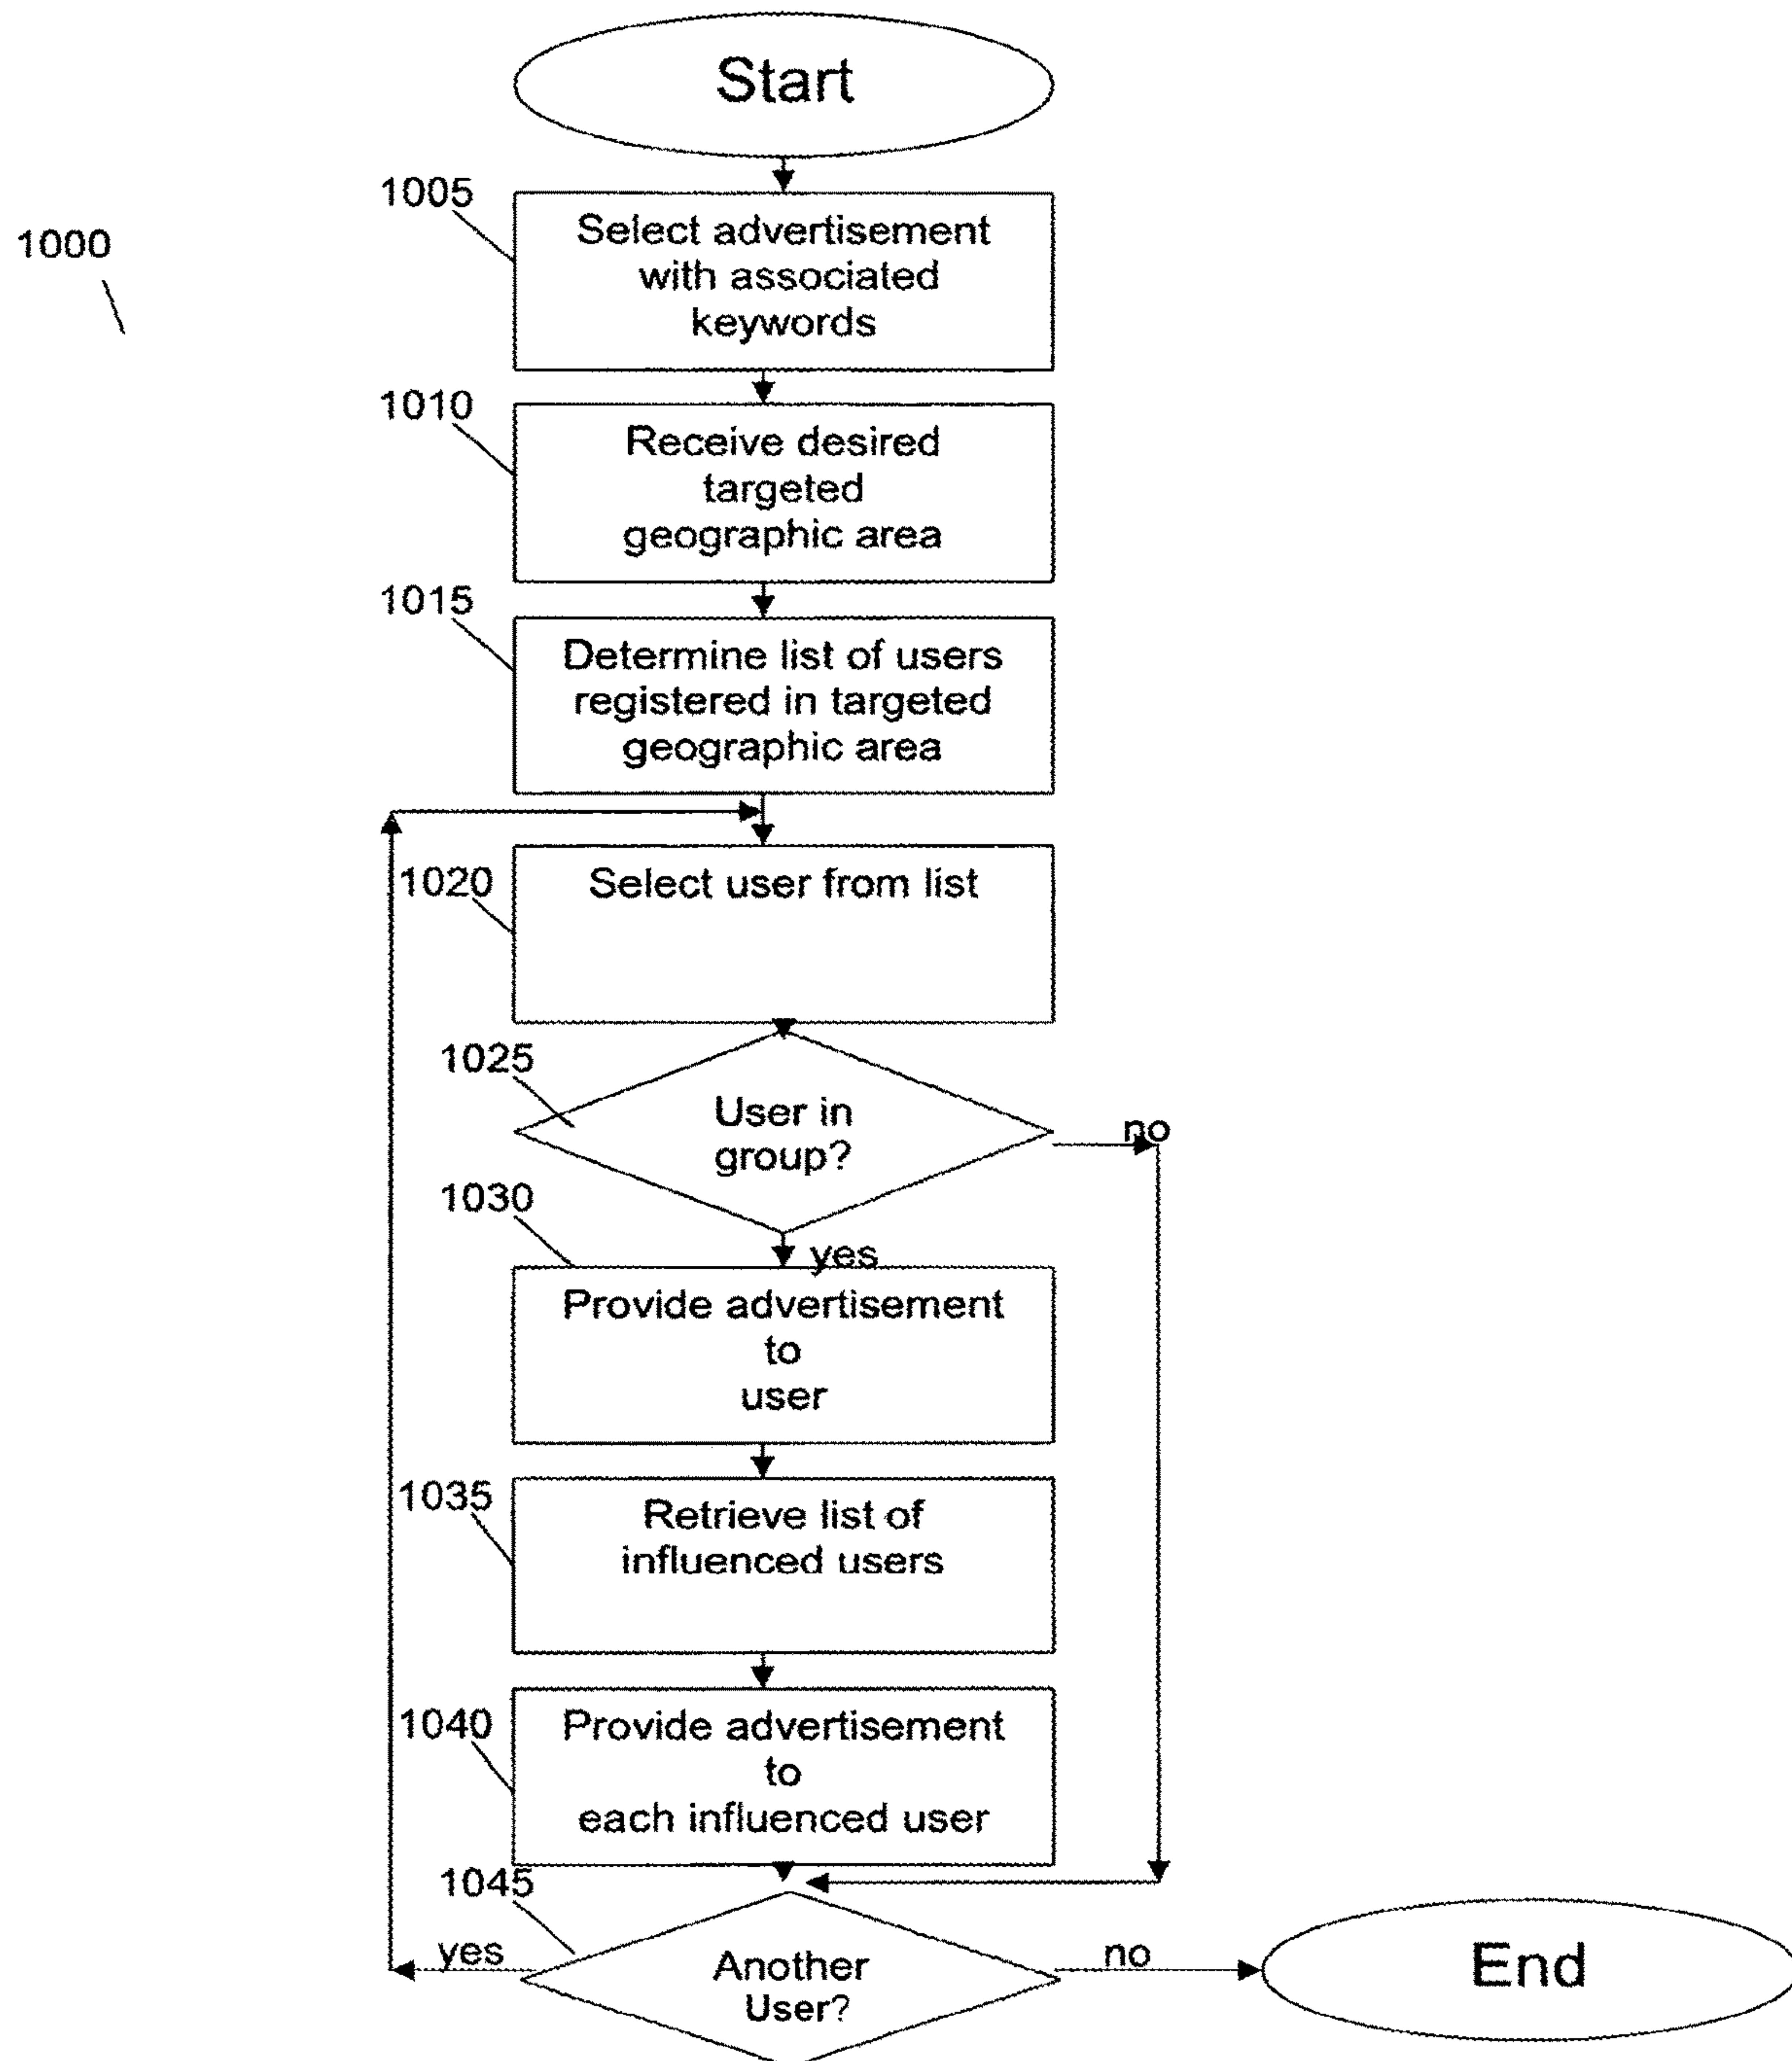 Start
1000
1005
Select advertisement
with associated
keywords
1010
Receive desired
targeted
geographic area
1015
Determine list of users
registered in targeted
geographic area
1020
Select user from list
1025
User in
group?
no
1030
yes
Provide advertisement
to
user
1035
Retrieve list of
influenced users
1040
Provide advertisement
to
each influenced user
1045
yes
Another
User?
no
End